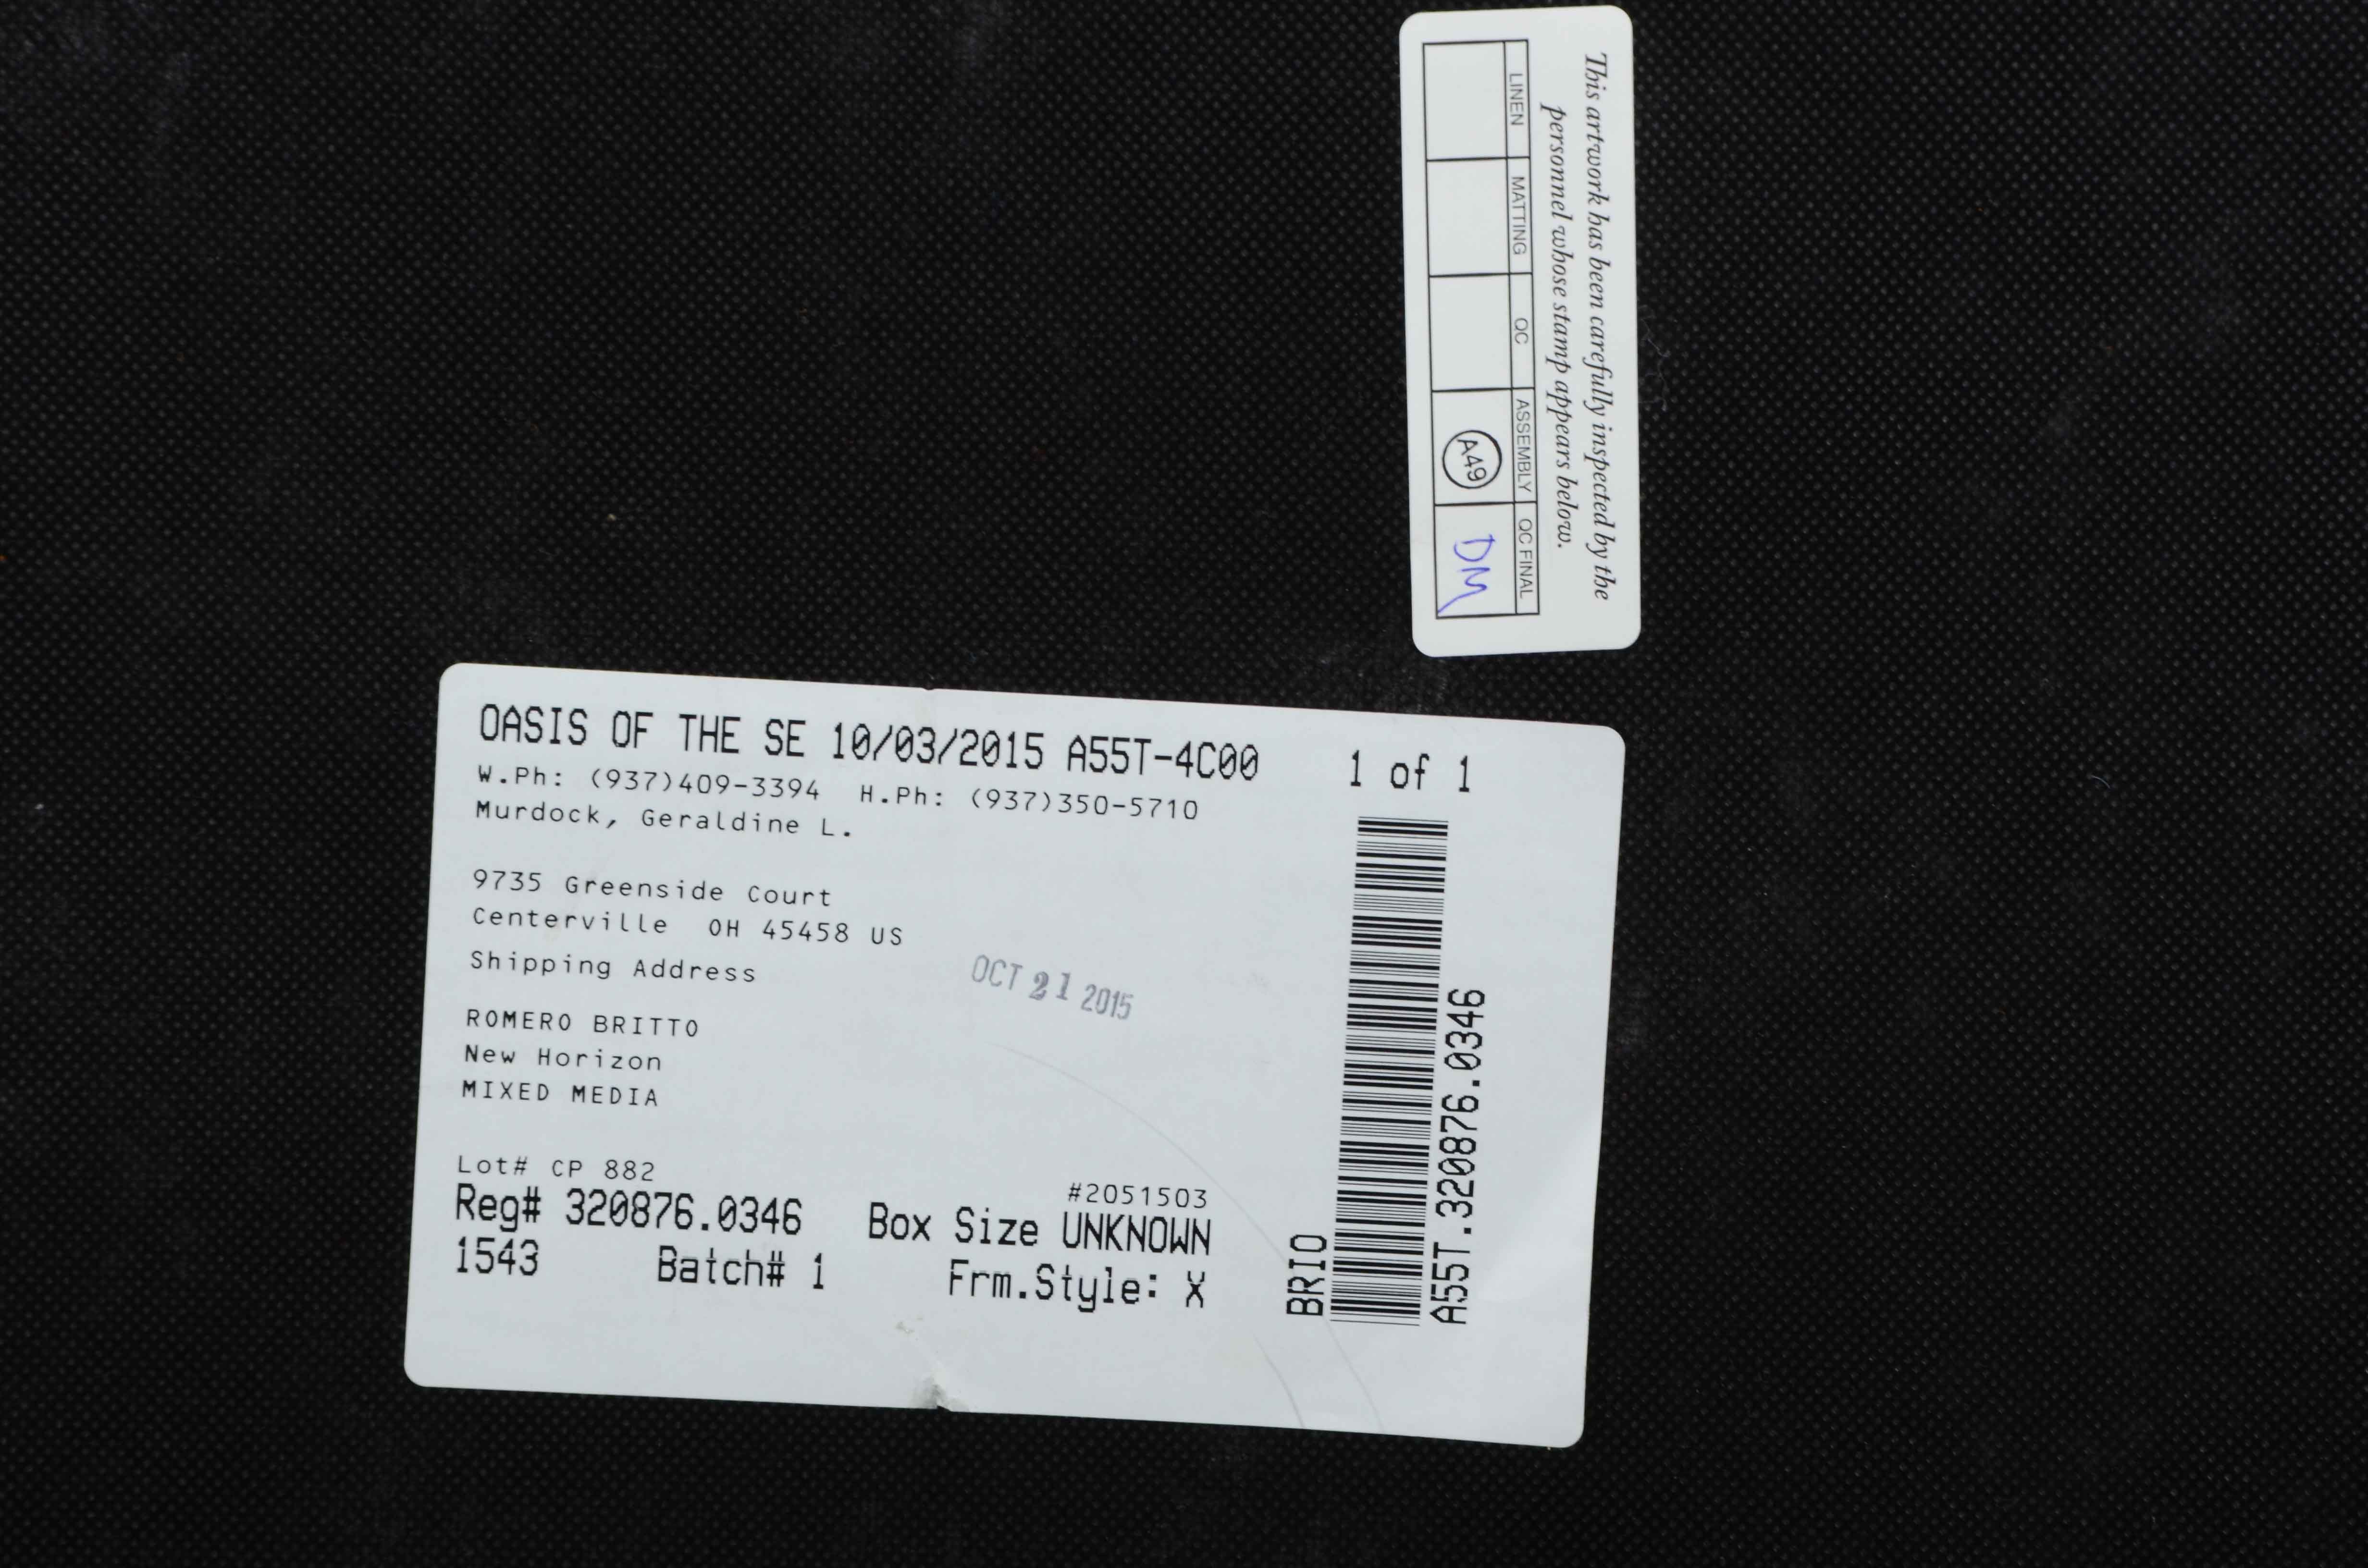 This artwork has been carefully inspected by the
personnel whose stamp appears below.
LINEN MATTING QC ASSEMBLY QC FINAL
A49 DM
OASIS OF THE SE 10/03/2015 A55T-4C00 1 of 1
W.Ph: (937)409-3394 H.Ph: (937)350-5710
Murdock, Geraldine L.
9735 Greenside Court
Centerville OH 45458 US
Shipping Address
OCT 21 2015
ROMERO BRITTO
New Horizon
MIXED MEDIA
Lot# CP 882
#2051503
Reg# 320876.0346 Box Size UNKNOWN
1543 Batch# 1 Frm.Style: X
BRIO
A55T.320876.0346